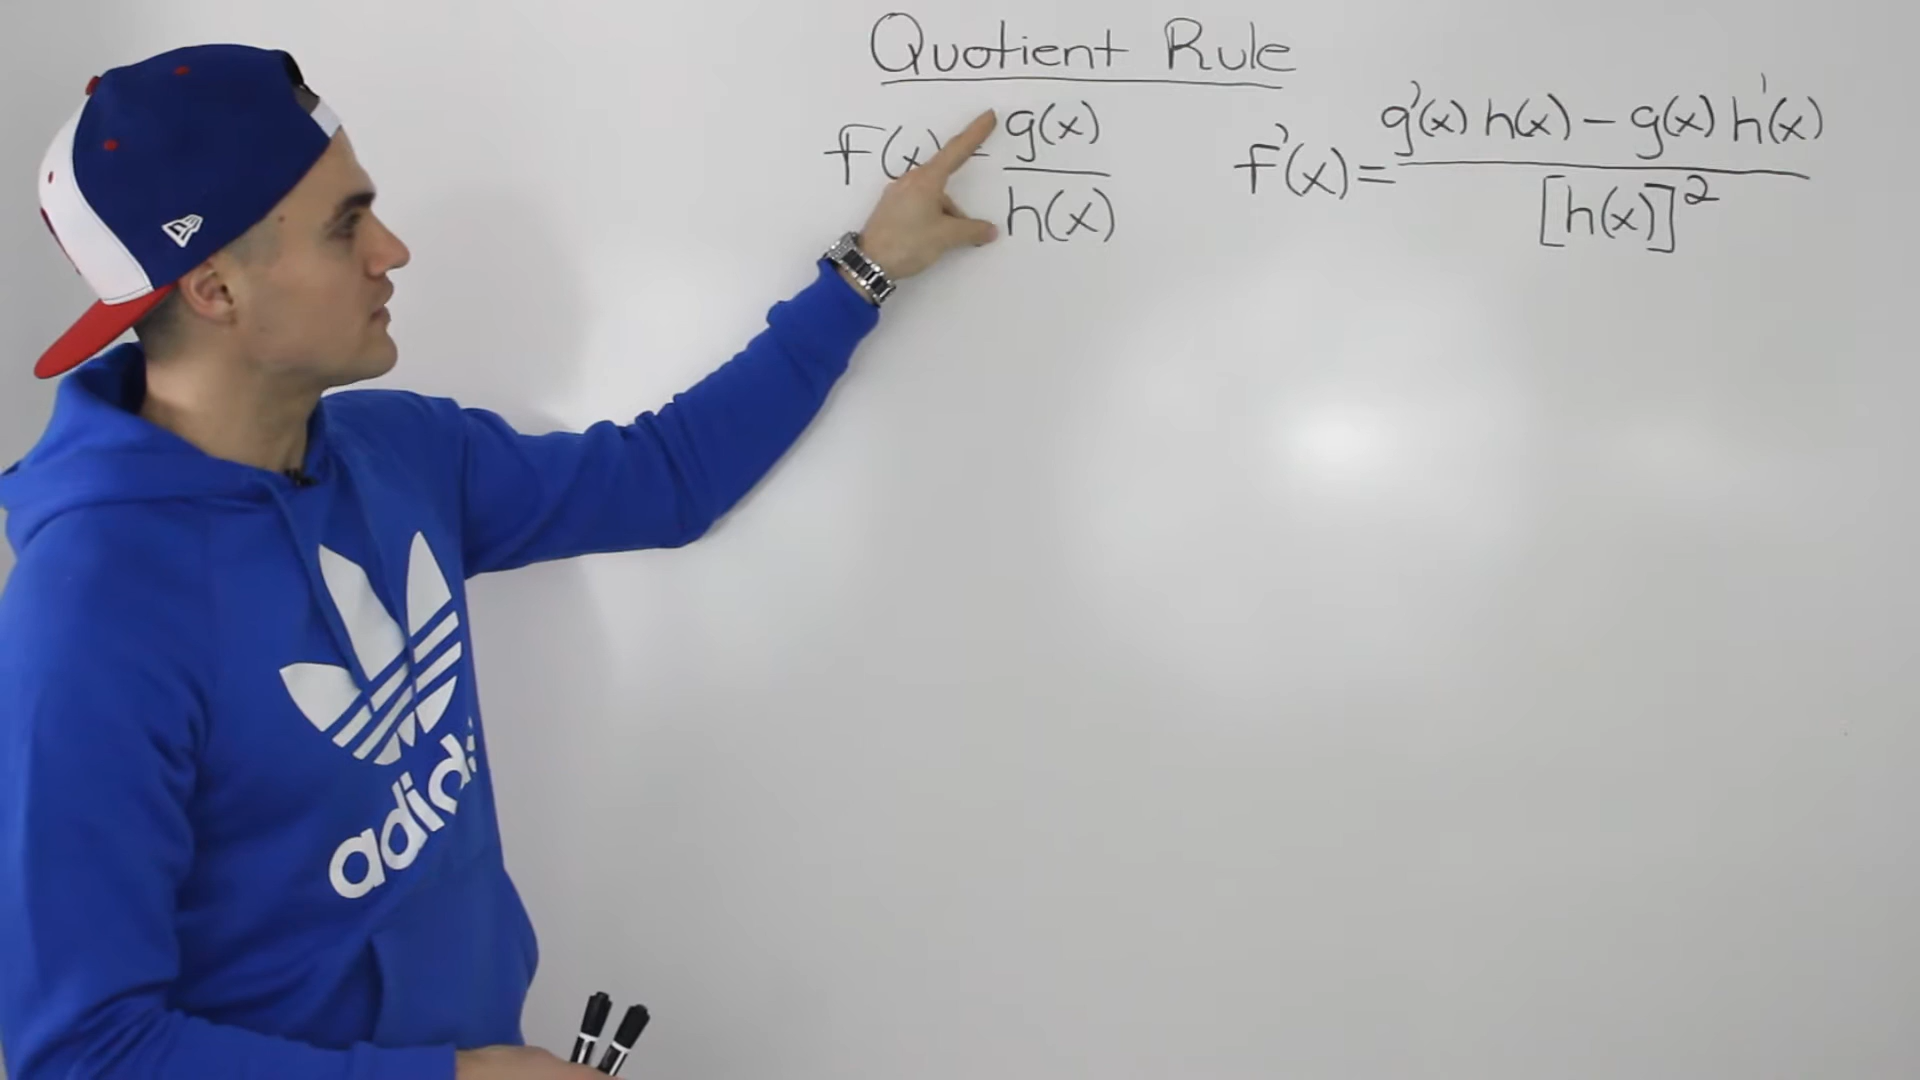 Quotient Rule
f(x) = g(x) / h(x)
f'(x) = g'(x) h(x) - g(x) h'(x) / [h(x)]²
adidas